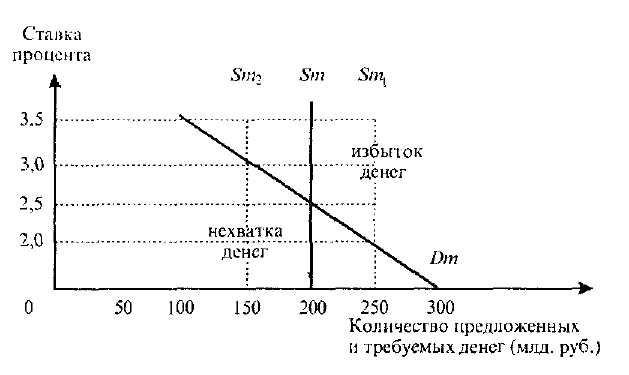 Ставка
процента
Sm₂ Sm Sm₁
3,5
избыток
денег
3,0
2,5
нехватка
денег
2,0
Dm
0 50 100 150 200 250 300
Количество предложенных
и требуемых денег (млд. руб.)